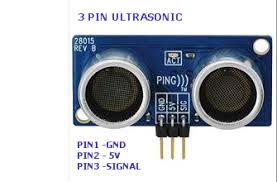 3 PIN ULTRASONIC
28015
REV B
ACT
PING)))
GND
5V
SIG
PIN1 -GND
PIN2 - 5V
PIN3 -SIGNAL